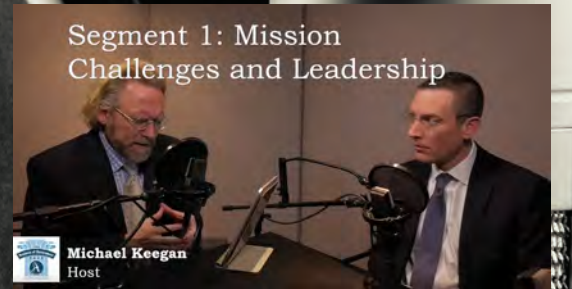 Segment 1: Mission
Challenges and Leadership
Michael Keegan
Host